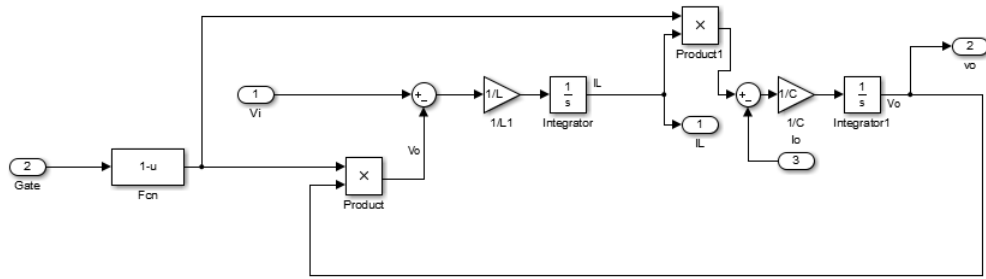 ×
Product1
2
vo
1
Vi
+
−
1/L
1/L1
1
s
Integrator
IL
1
IL
+
−
1/C
1/C
1
s
Integrator1
Vo
Io
3
2
Gate
1-u
Fcn
×
Product
Vo